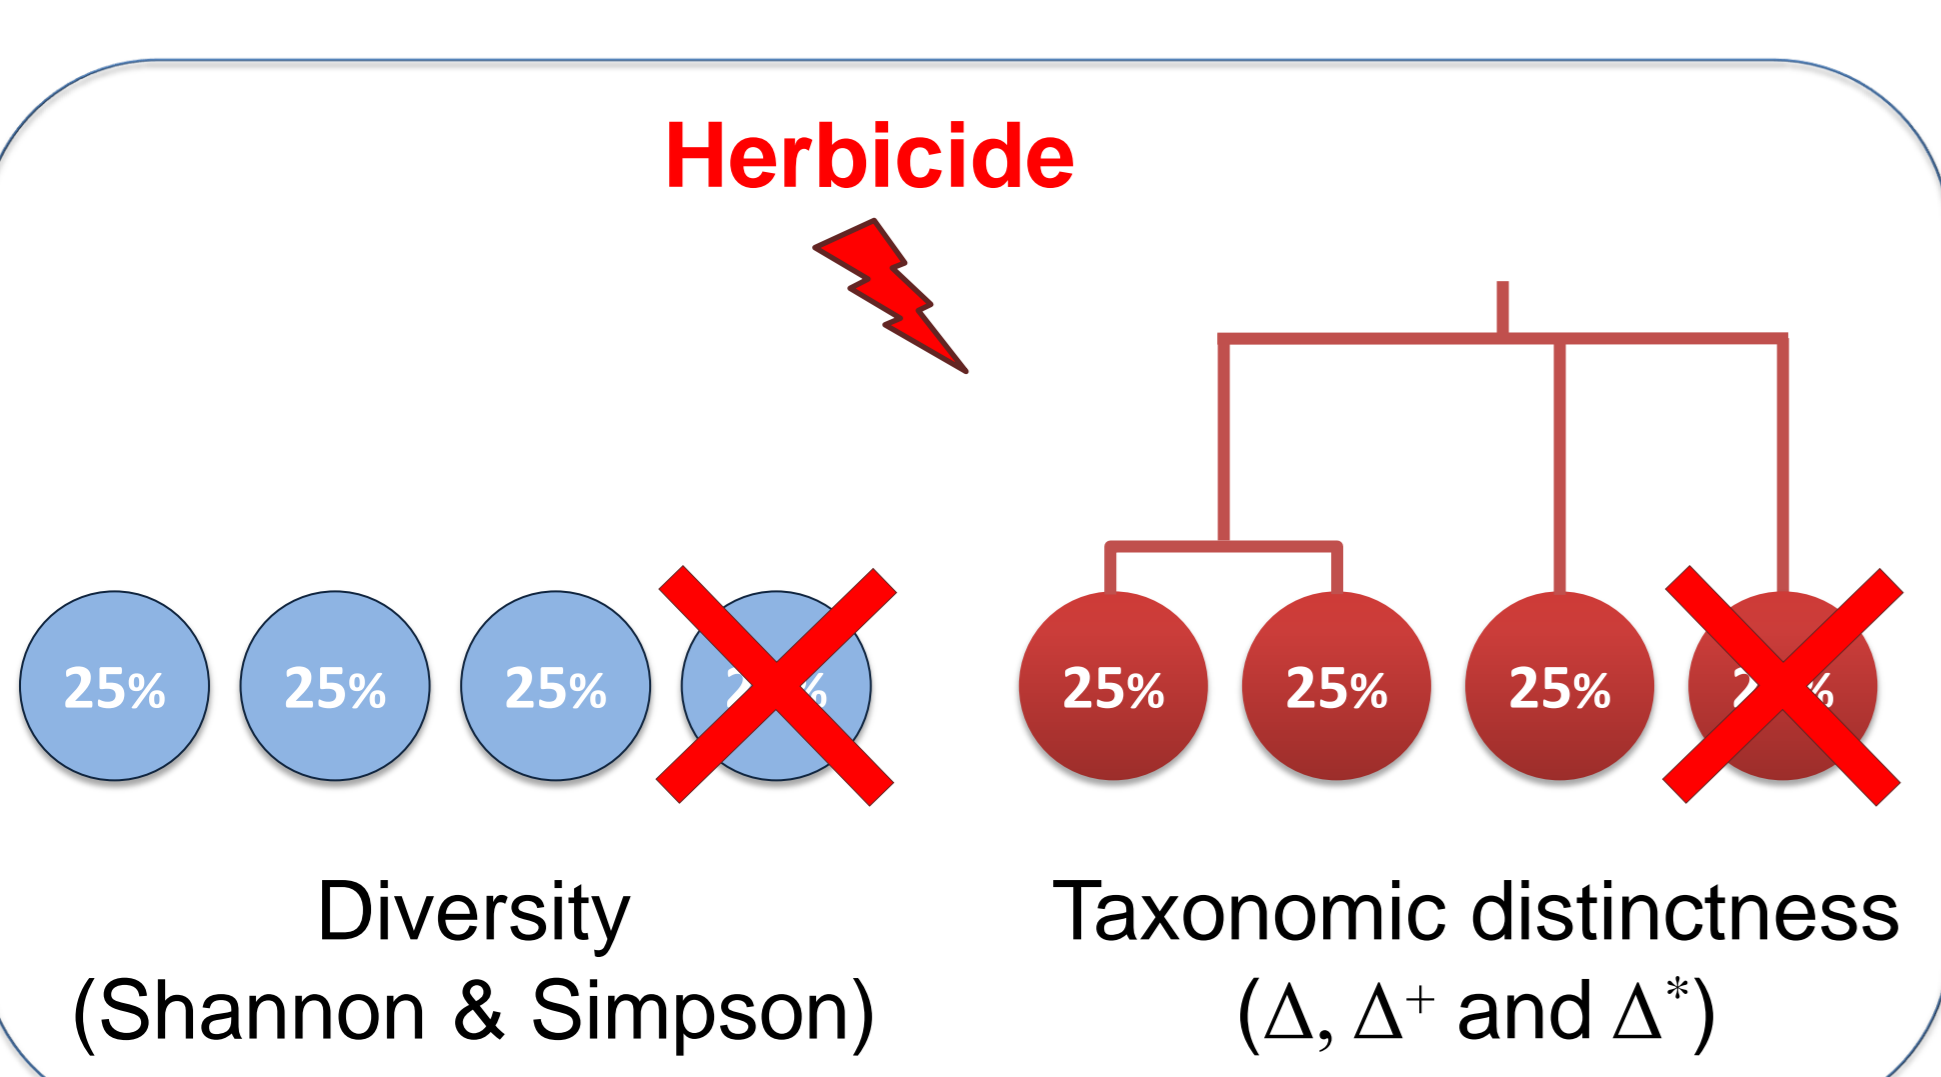 Herbicide
25% 25% 25% 25% 25% 25%
Diversity
(Shannon & Simpson)
Taxonomic distinctness
(Δ, Δ⁺ and Δ*)